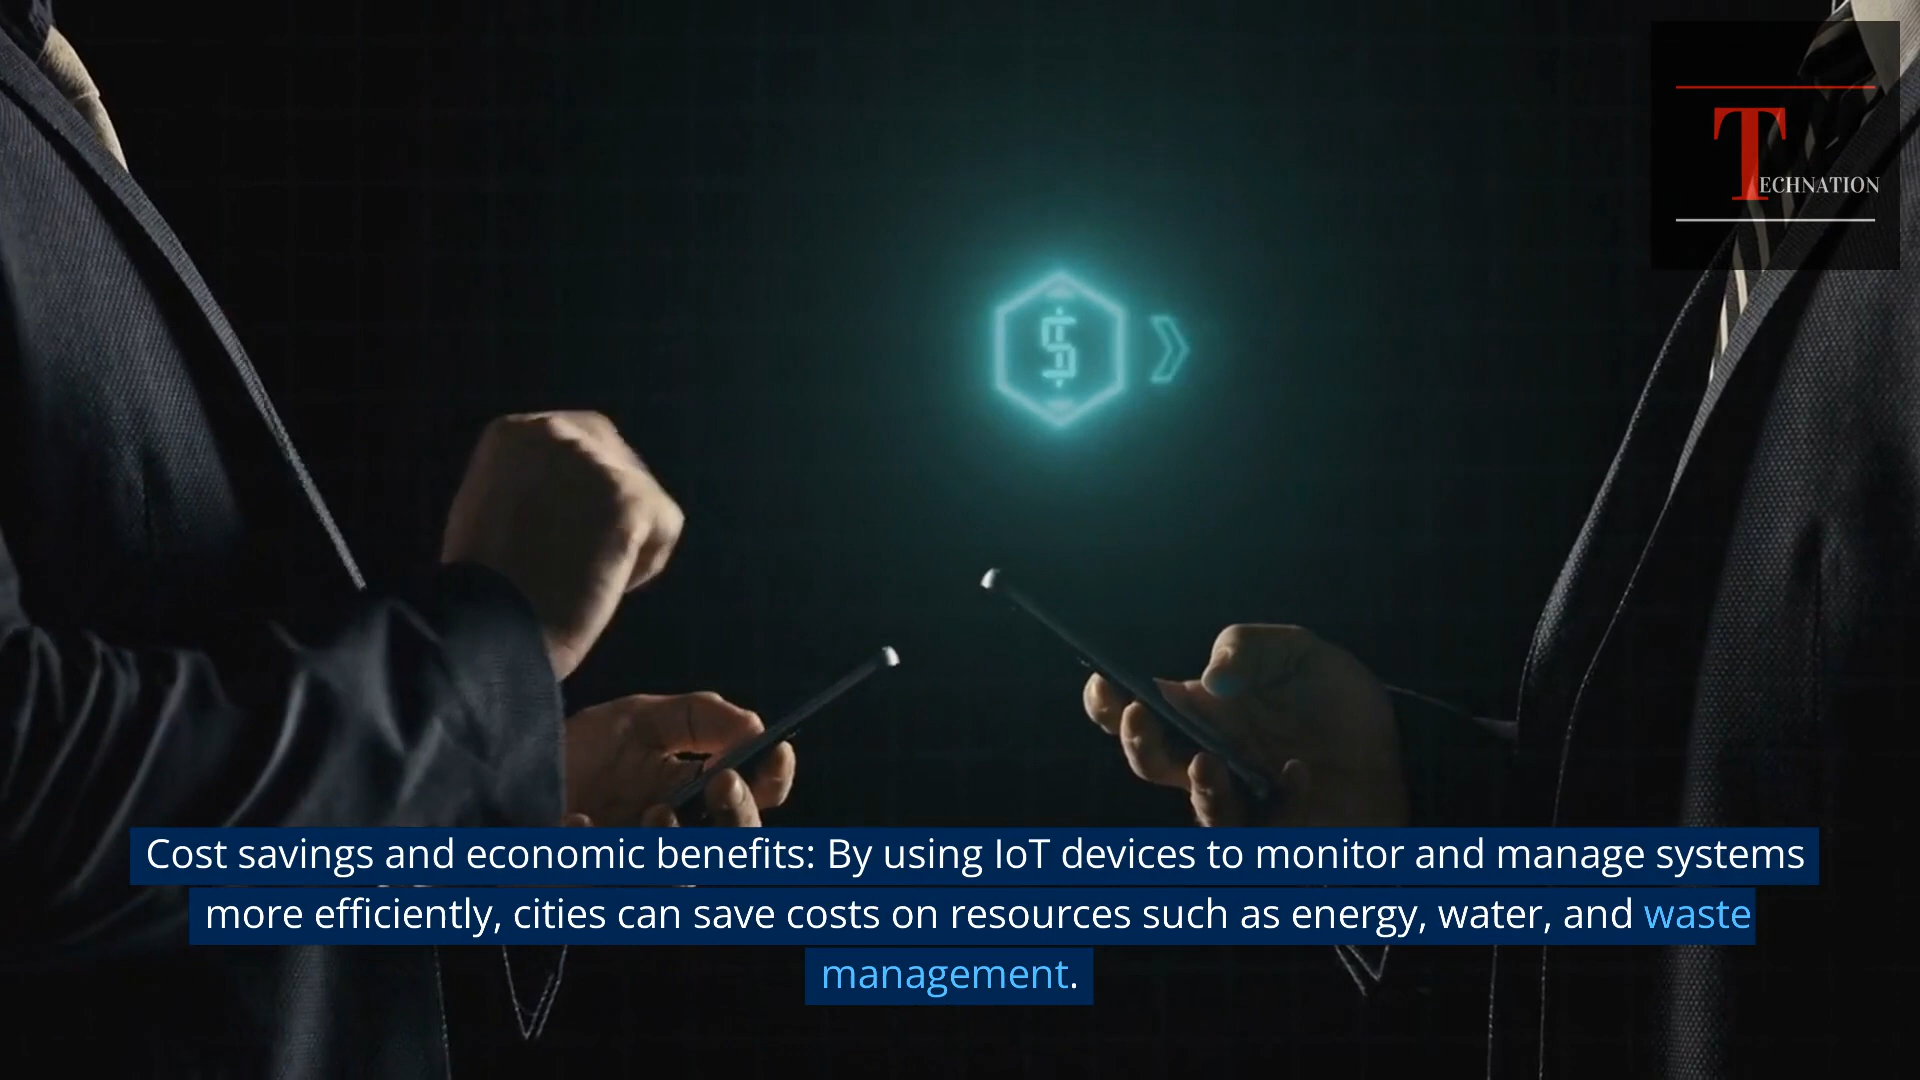 TECHNATION
$
Cost savings and economic benefits: By using IoT devices to monitor and manage systems
more efficiently, cities can save costs on resources such as energy, water, and waste
management.